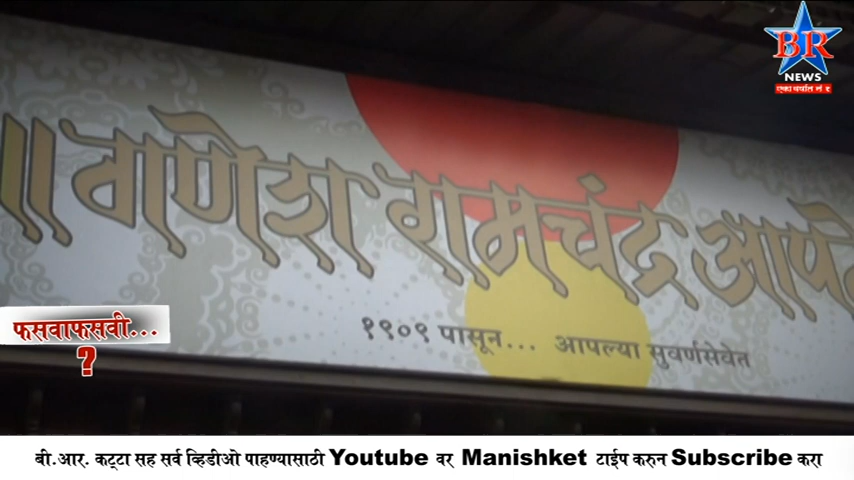 BR
NEWS
॥ गणेश रामचंद्र आपटे
१९०९ पासून... आपल्या सुवर्णसेवेत
फसवाफसवी...
?
बी.आर. कट्टा सह सर्व व्हिडीओ पाहण्यासाठी Youtube वर Manishket टाईप करुन Subscribe करा